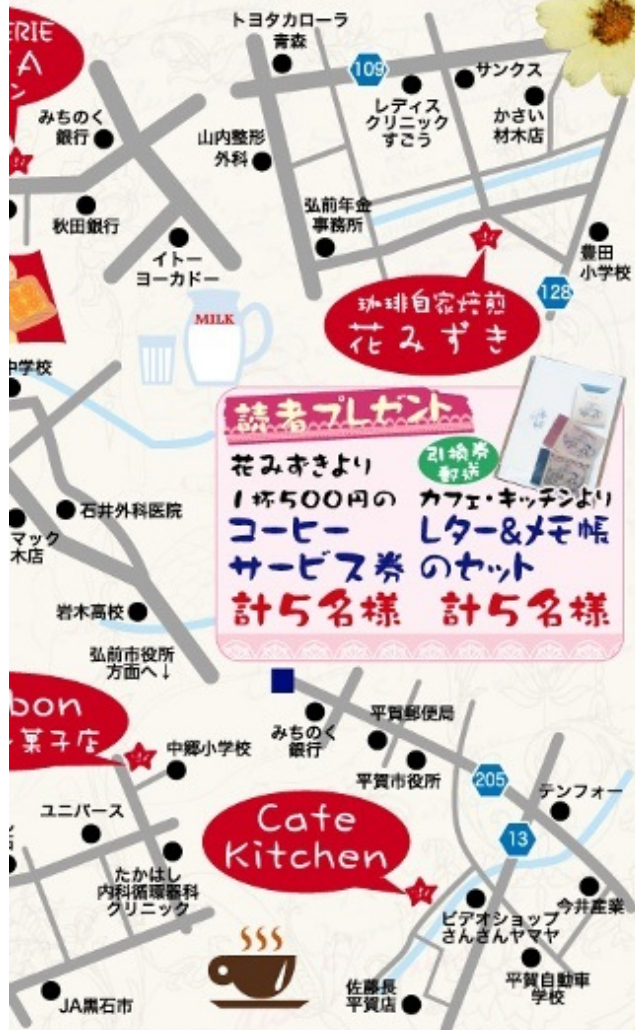 トヨタカローラ
青森
109
サンクス
レディス
クリニック
すごう
かさい
材木店
みちのく
銀行
山内整形
外科
秋田銀行
弘前年金
事務所
イトー
ヨーカドー
豊田
小学校
128
MILK
珈琲自家焙煎
花みずき
中学校
読者プレゼント
花みずきより
1杯500円の
コーヒー
サービス券
計5名様
引換券
郵送
カフェ・キッチンより
レター&メモ帳
のセット
計5名様
石井外科医院
マック
木店
岩木高校
弘前市役所
方面へ↓
bon
菓子店
中郷小学校
みちのく
銀行
平賀郵便局
平賀市役所
205
テンフォー
ユニバース
13
Cafe
Kitchen
たかはし
内科循環器科
クリニック
ビデオショップ
さんさんヤマヤ
今井産業
平賀自動車
学校
佐藤長
平賀店
JA黒石市